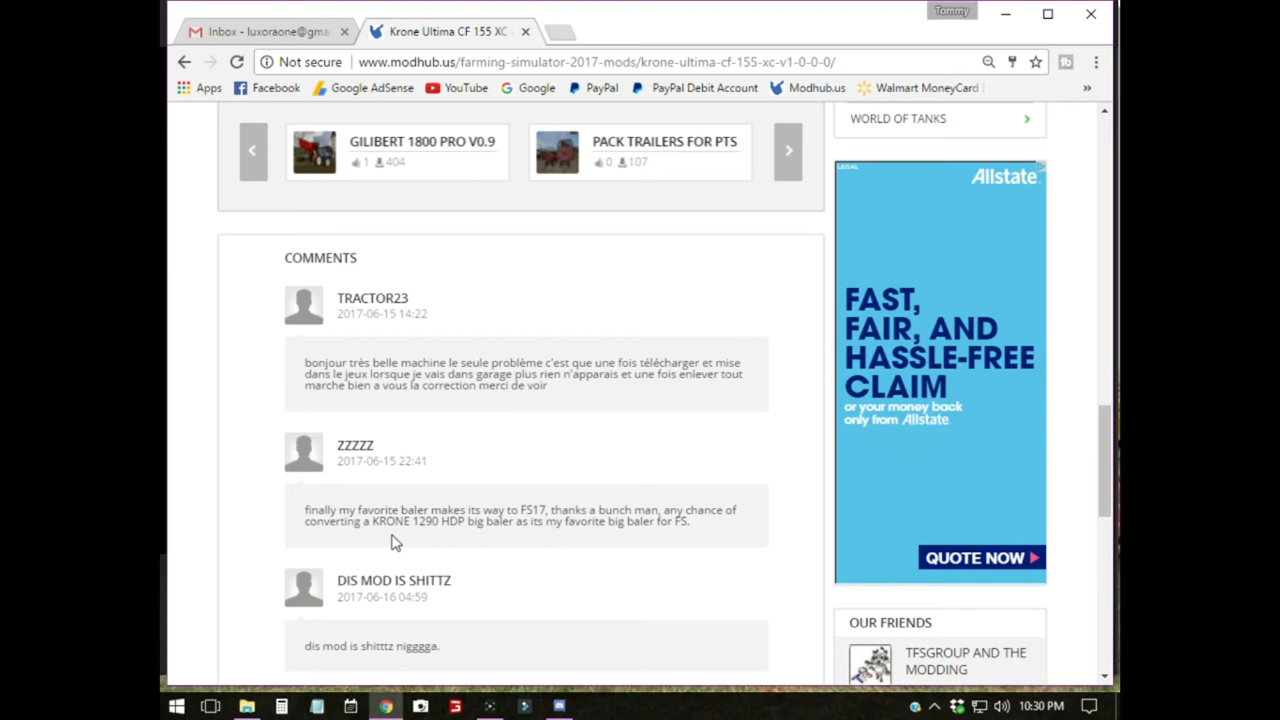 Tommy
Inbox - luxoraone@gma
Krone Ultima CF 155 XC
Not secure
www.modhub.us/farming-simulator-2017-mods/krone-ultima-cf-155-xc-v1-0-0-0/
Apps Facebook Google AdSense YouTube Google PayPal PayPal Debit Account Modhub.us Walmart MoneyCard »
GILIBERT 1800 PRO V0.9
1 404
PACK TRAILERS FOR PTS
0 107
COMMENTS
TRACTOR23
2017-06-15 14:22
bonjour très belle machine le seule problème c'est que une fois télécharger et mise
dans le jeux lorsque je vais dans garage plus rien n'apparais et une fois enlever tout
marche bien a vous la correction merci de voir
ZZZZZ
2017-06-15 22:41
finally my favorite baler makes its way to FS17, thanks a bunch man, any chance of
converting a KRONE 1290 HDP big baler as its my favorite big baler for FS.
DIS MOD IS SHITTZ
2017-06-16 04:59
dis mod is shitttz nigggga.
WORLD OF TANKS
LEGAL
Allstate
FAST,
FAIR, AND
HASSLE-FREE
CLAIM
or your money back
only from Allstate
QUOTE NOW
OUR FRIENDS
TFSGROUP AND THE
MODDING
10:30 PM